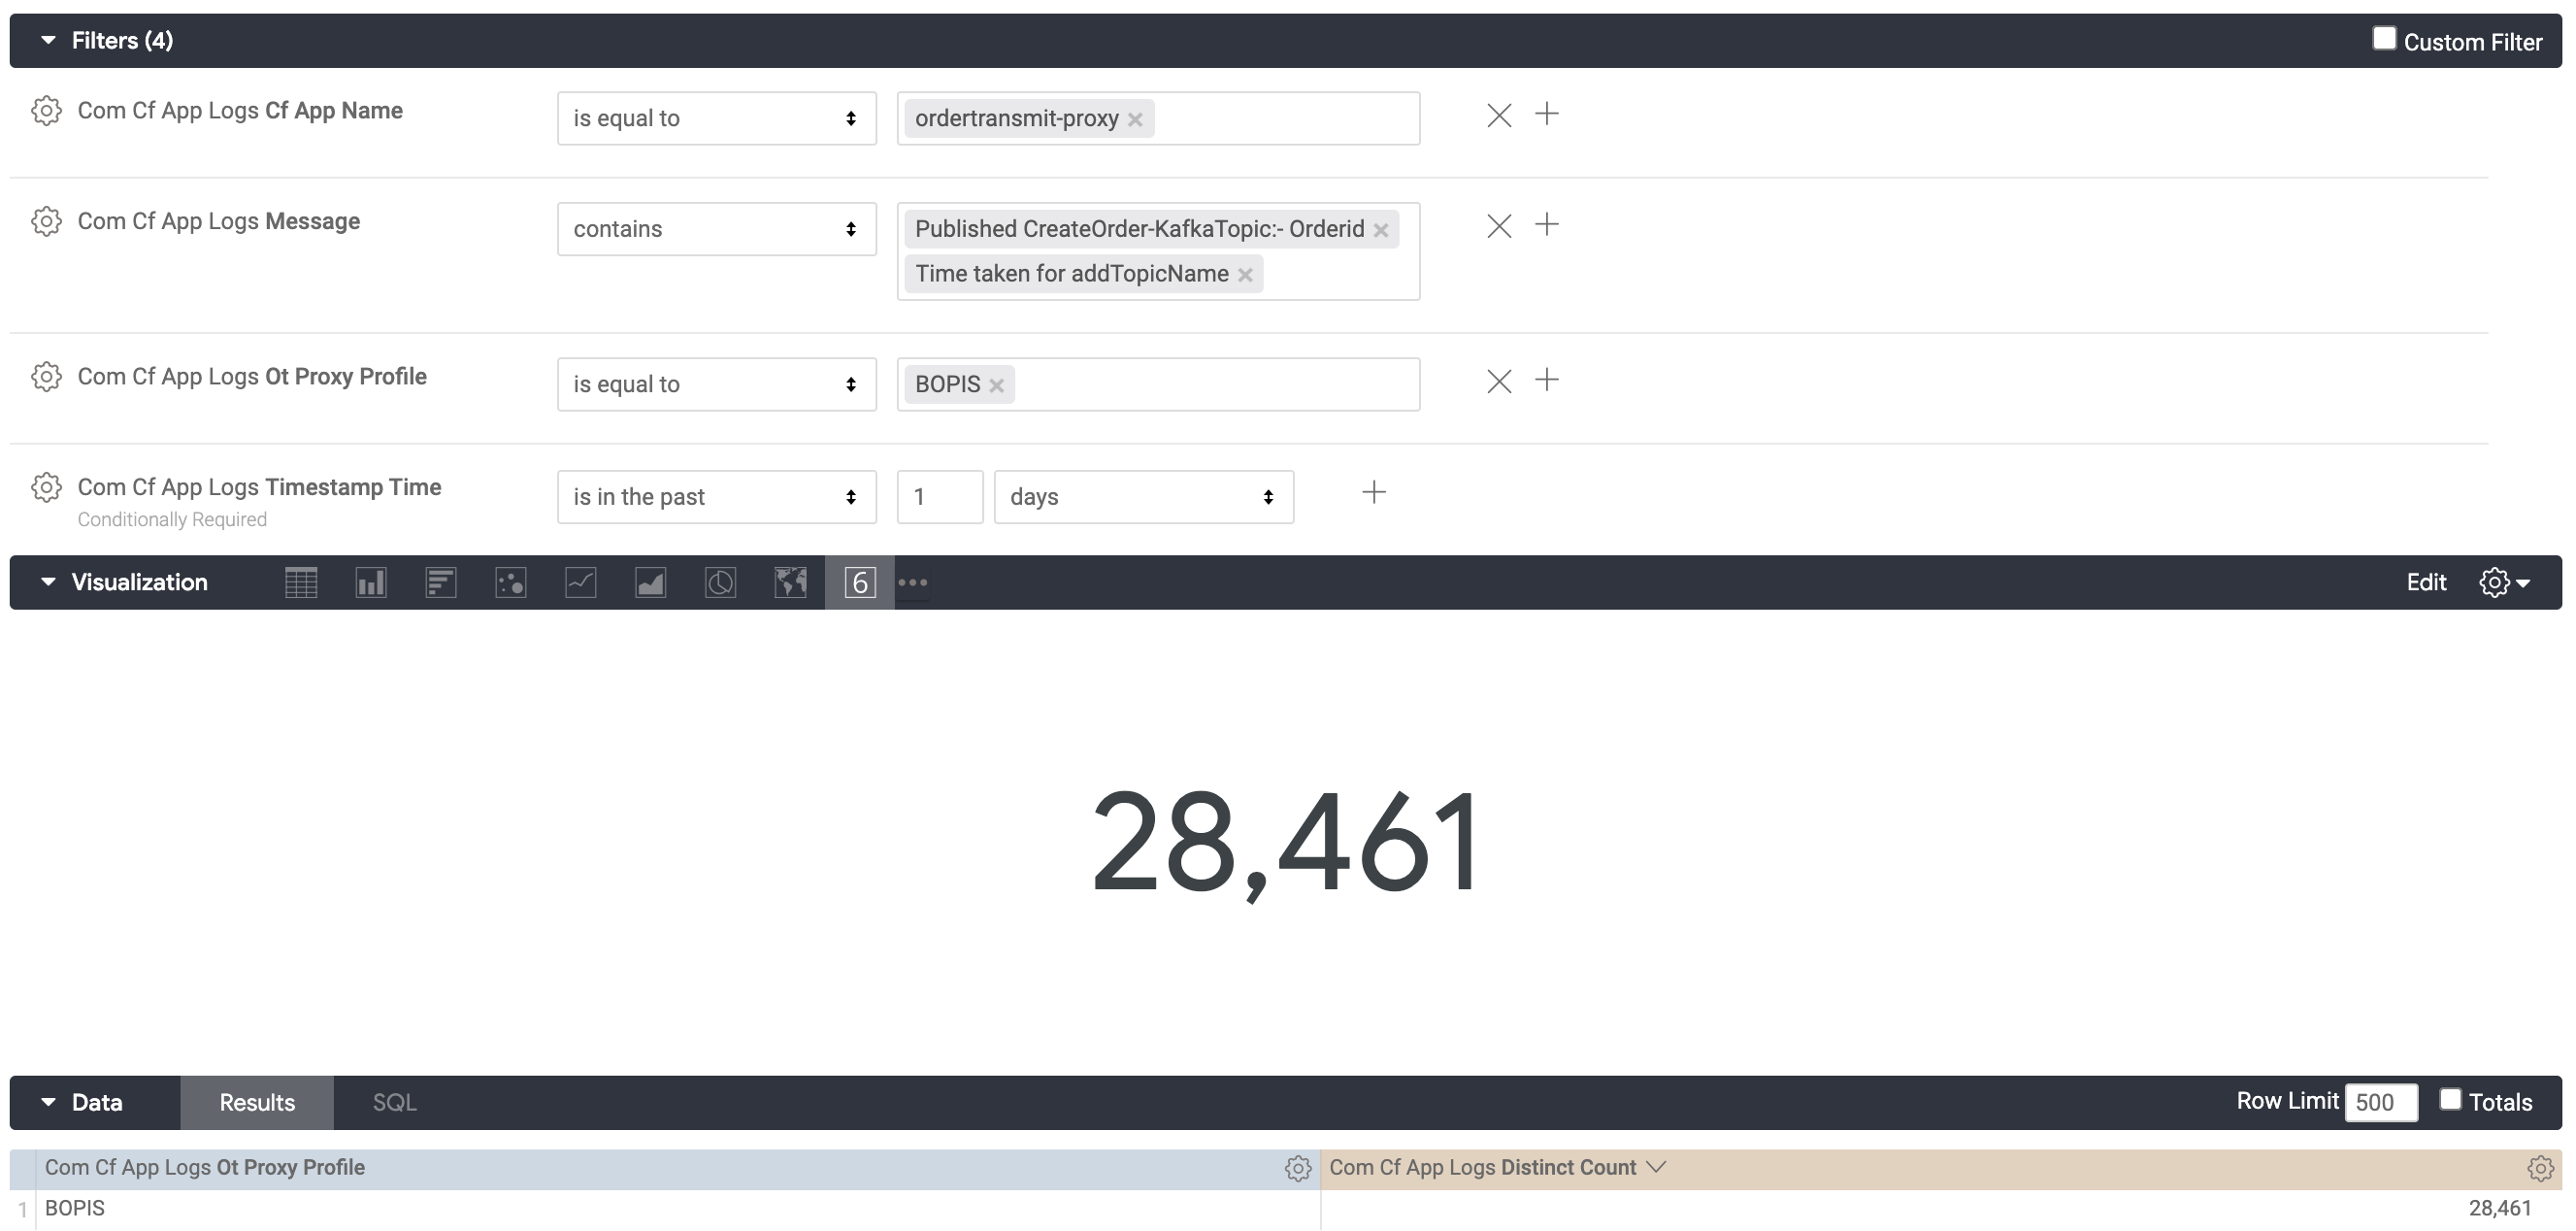 Filters (4) Custom Filter
Com Cf App Logs Cf App Name is equal to ordertransmit-proxy
Com Cf App Logs Message contains Published CreateOrder-KafkaTopic:- Orderid
Time taken for addTopicName
Com Cf App Logs Ot Proxy Profile is equal to BOPIS
Com Cf App Logs Timestamp Time is in the past 1 days
Conditionally Required
Visualization 6 Edit
28,461
Data Results SQL Row Limit 500 Totals
Com Cf App Logs Ot Proxy Profile Com Cf App Logs Distinct Count
1 BOPIS 28,461